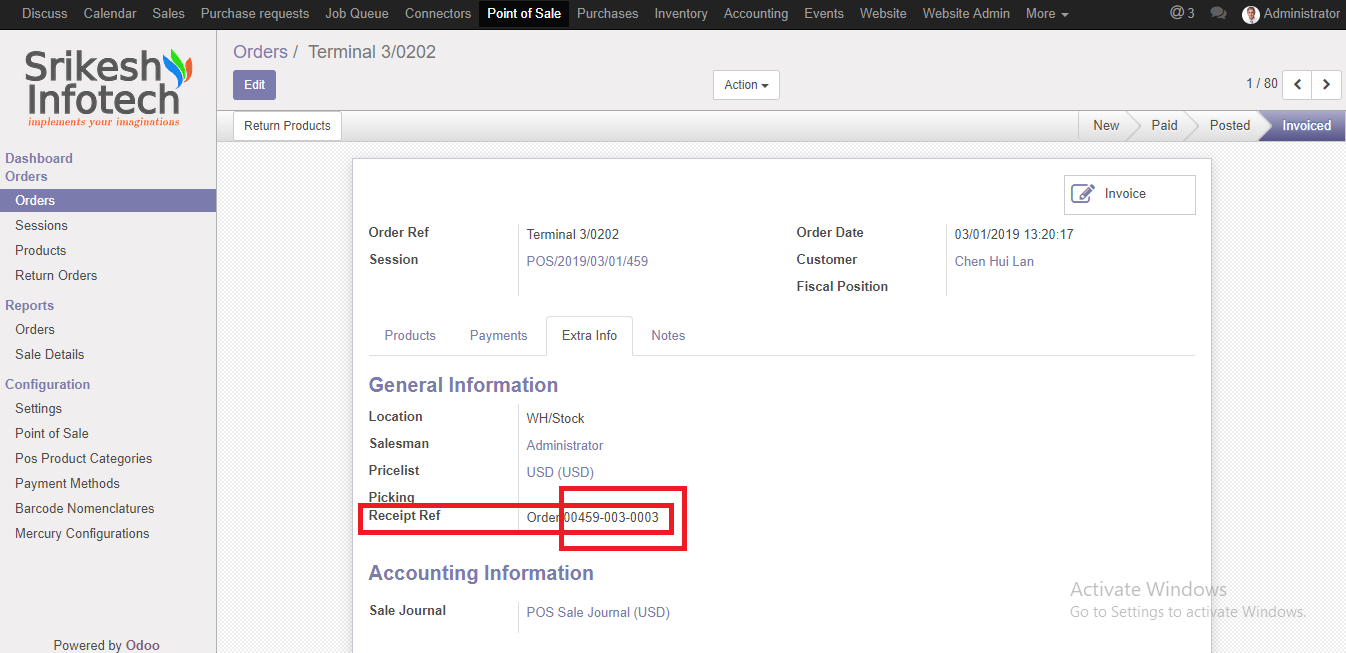 Discuss Calendar Sales Purchase requests Job Queue Connectors Point of Sale Purchases Inventory Accounting Events Website Website Admin More @ 3 Administrator
Srikesh
Infotech
implements your imaginations
Dashboard
Orders
Orders
Sessions
Products
Return Orders
Reports
Orders
Sale Details
Configuration
Settings
Point of Sale
Pos Product Categories
Payment Methods
Barcode Nomenclatures
Mercury Configurations
Powered by Odoo
Orders / Terminal 3/0202
Edit Action 1 / 80
Return Products New Paid Posted Invoiced
Invoice
Order Ref Terminal 3/0202 Order Date 03/01/2019 13:20:17
Session POS/2019/03/01/459 Customer Chen Hui Lan
Fiscal Position
Products Payments Extra Info Notes
General Information
Location WH/Stock
Salesman Administrator
Pricelist USD (USD)
Picking
Receipt Ref Order 00459-003-0003
Accounting Information
Sale Journal POS Sale Journal (USD)
Activate Windows
Go to Settings to activate Windows.